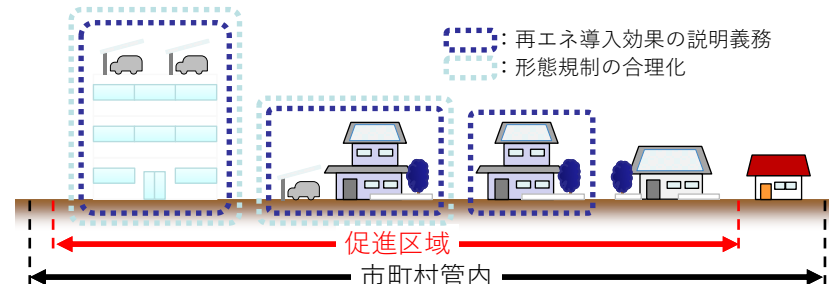 ：再エネ導入効果の説明義務
：形態規制の合理化
促進区域
市町村管内